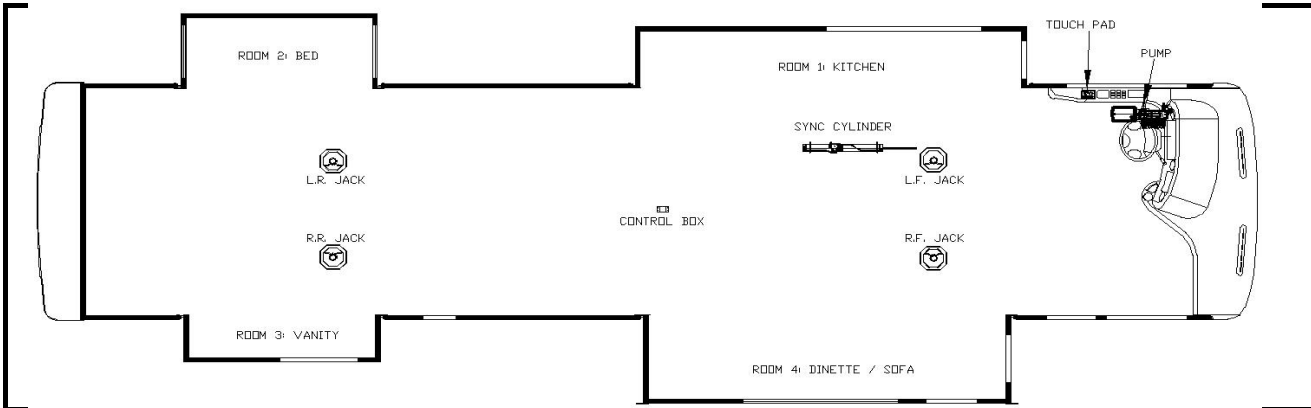 TOUCH PAD
ROOM 2: BED
PUMP
ROOM 1: KITCHEN
SYNC CYLINDER
L.R. JACK
L.F. JACK
CONTROL BOX
R.R. JACK
R.F. JACK
ROOM 3: VANITY
ROOM 4: DINETTE / SOFA